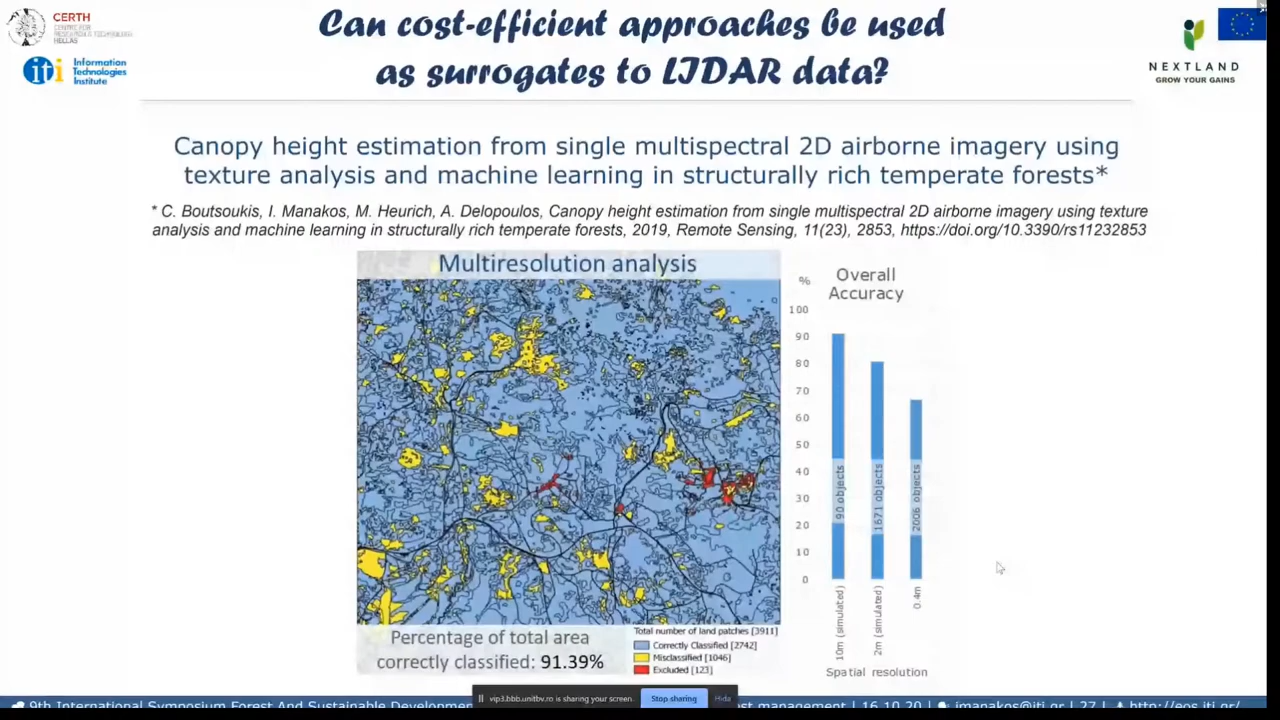 CERTH
CENTRE FOR
RESEARCH & TECHNOLOGY
HELLAS
iti
Information
Technologies
Institute
Can cost-efficient approaches be used
as surrogates to LIDAR data?
NEXTLAND
GROW YOUR GAINS
Canopy height estimation from single multispectral 2D airborne imagery using
texture analysis and machine learning in structurally rich temperate forests*
* C. Boutsoukis, I. Manakos, M. Heurich, A. Delopoulos, Canopy height estimation from single multispectral 2D airborne imagery using texture
analysis and machine learning in structurally rich temperate forests, 2019, Remote Sensing, 11(23), 2853, https://doi.org/10.3390/rs11232853
Multiresolution analysis
Percentage of total area
correctly classified: 91.39%
Total number of land patches [3911]
Correctly Classified [2742]
Misclassified [1046]
Excluded [123]
Overall
Accuracy
%
100
90
80
70
60
50
40
30
20
10
0
90 objects
1671 objects
2006 objects
10m (simulated)
2m (simulated)
0.4m
Spatial resolution
9th International Symposium Forest And Sustainable Developmen
st management | 16.10.20 | imanakos@iti.gr | 27 | http://eos.iti.gr/
vip3.bbb.unitbv.ro is sharing your screen.
Stop sharing
Hide